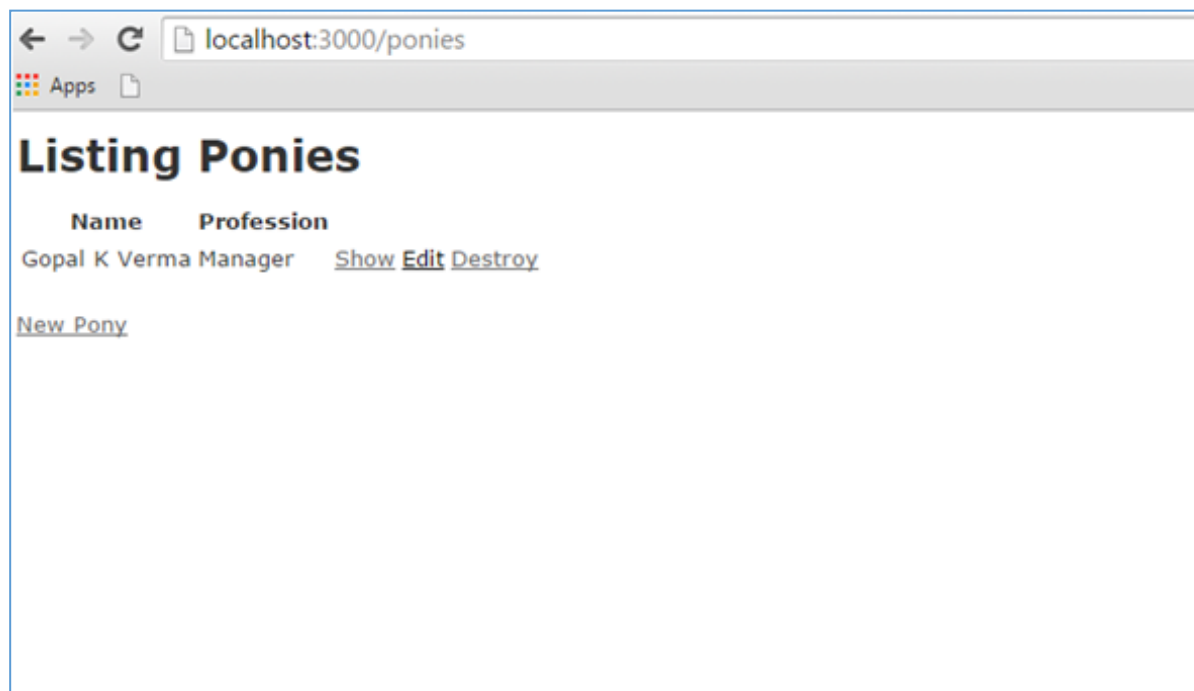 localhost:3000/ponies
Apps
Listing Ponies
Name Profession
Gopal K Verma Manager Show Edit Destroy
New Pony